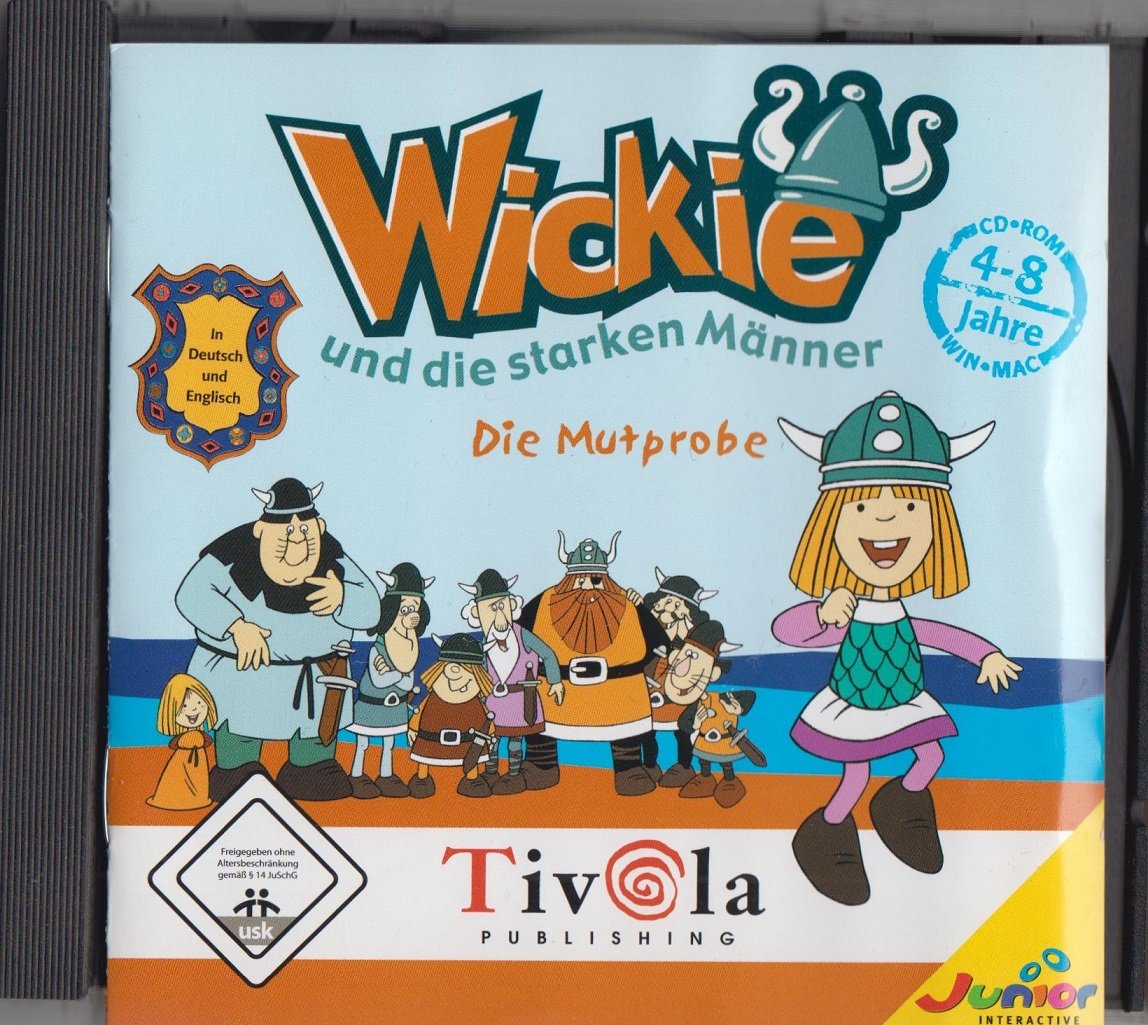 Wickie
und die starken Männer
Die Mutprobe
In
Deutsch
und
Englisch
CD•ROM
4-8
Jahre
WIN•MAC
Freigegeben ohne
Altersbeschränkung
gemäß § 14 JuSchG
usk
Tivola
PUBLISHING
Junior
INTERACTIVE